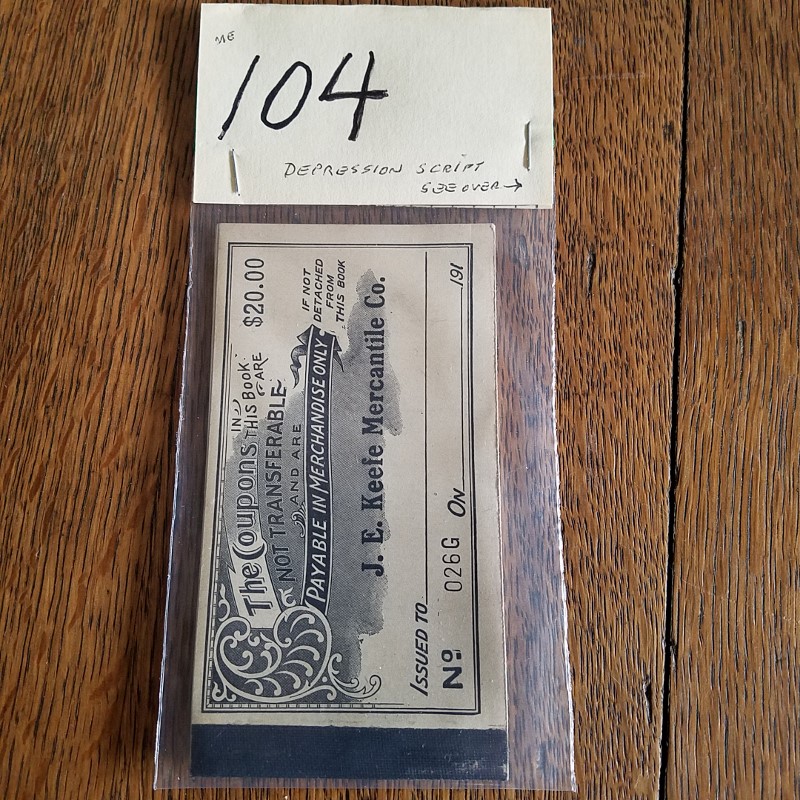 ME
104
DEPRESSION SCRIPT
SEE OVER →
The Coupons IN THIS BOOK ARE
$20.00
NOT TRANSFERABLE
AND ARE
PAYABLE IN MERCHANDISE ONLY
IF NOT
DETACHED
FROM
THIS BOOK
J. E. Keefe Mercantile Co.
ISSUED TO
No 026G ON 191